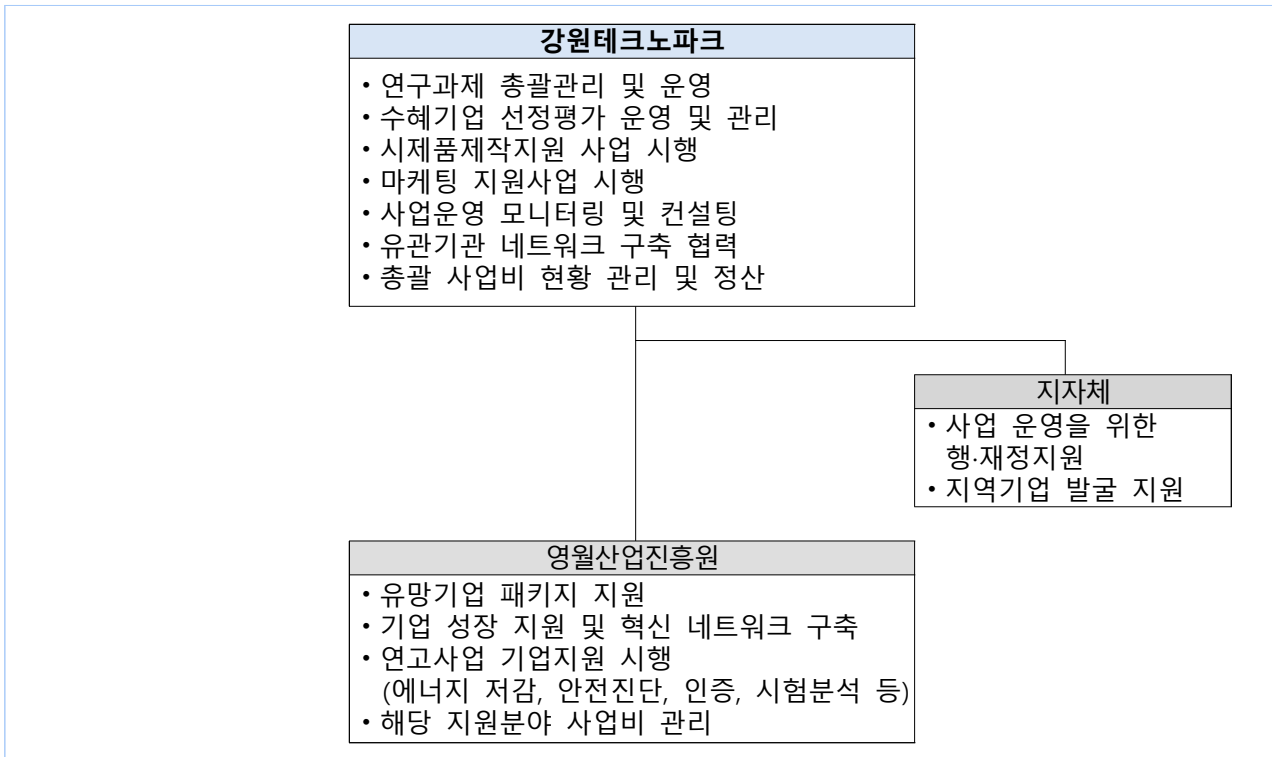 강원테크노파크
• 연구과제 총괄관리 및 운영
• 수혜기업 선정평가 운영 및 관리
• 시제품제작지원 사업 시행
• 마케팅 지원사업 시행
• 사업운영 모니터링 및 컨설팅
• 유관기관 네트워크 구축 협력
• 총괄 사업비 현황 관리 및 정산
지자체
• 사업 운영을 위한
행·재정지원
• 지역기업 발굴 지원
영월산업진흥원
• 유망기업 패키지 지원
• 기업 성장 지원 및 혁신 네트워크 구축
• 연고사업 기업지원 시행
(에너지 저감, 안전진단, 인증, 시험분석 등)
• 해당 지원분야 사업비 관리